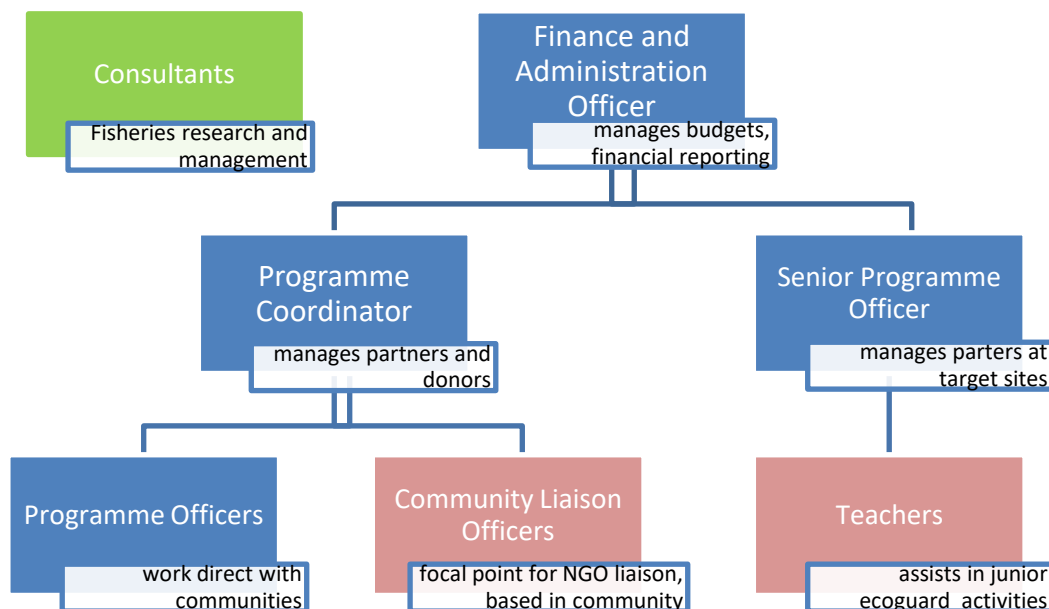 Consultants
Fisheries research and
management
Finance and
Administration
Officer
manages budgets,
financial reporting
Programme
Coordinator
manages partners and
donors
Senior Programme
Officer
manages parters at
target sites
Programme Officers
work direct with
communities
Community Liaison
Officers
focal point for NGO liaison,
based in community
Teachers
assists in junior
ecoguard activities